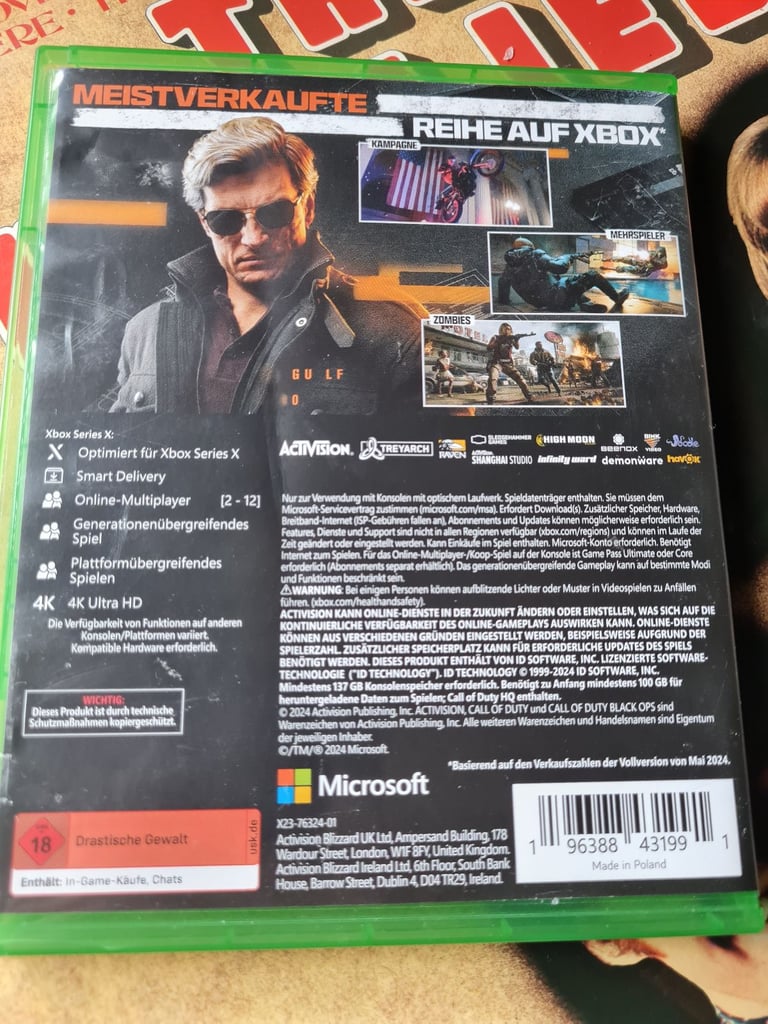 MEISTVERKAUFTE
REIHE AUF XBOX*
KAMPAGNE
MEHRSPIELER
ZOMBIES
GULF
Xbox Series X:
Optimiert für Xbox Series X
Smart Delivery
Online-Multiplayer [2 - 12]
Generationenübergreifendes
Spiel
Plattformübergreifendes
Spielen
4K 4K Ultra HD
Die Verfügbarkeit von Funktionen auf anderen
Konsolen/Plattformen variiert.
Kompatible Hardware erforderlich.
WICHTIG:
Dieses Produkt ist durch technische
Schutzmaßnahmen kopiergeschützt.
18
Drastische Gewalt
usk.de
Enthält: In-Game-Käufe, Chats
ACTIVISION. TREYARCH RAVEN SLEDGEHAMMER GAMES HIGH MOON BEENOX BINK VIDEO
ACTIVISION SHANGHAI STUDIO infinity ward demonware havok
Nur zur Verwendung mit Konsolen mit optischem Laufwerk. Spieldatenträger enthalten. Sie müssen dem
Microsoft-Servicevertrag zustimmen (microsoft.com/msa). Erfordert Download(s). Zusätzlicher Speicher, Hardware,
Breitband-Internet (ISP-Gebühren fallen an), Abonnements und Updates können möglicherweise erforderlich sein.
Features, Dienste und Support sind nicht in allen Regionen verfügbar (xbox.com/regions) und können im Laufe der
Zeit geändert oder eingestellt werden. Kann Einkäufe im Spiel enthalten. Microsoft-Konto erforderlich. Benötigt
Internet zum Spielen. Für das Online-Multiplayer-/Koop-Spiel auf der Konsole ist Game Pass Ultimate oder Core
erforderlich (Abonnements separat erhältlich). Das generationenübergreifende Gameplay kann auf bestimmte Modi
und Funktionen beschränkt sein.
⚠WARNUNG: Bei einigen Personen können aufblitzende Lichter oder Muster in Videospielen zu Anfällen
führen. (xbox.com/healthandsafety).
ACTIVISION KANN ONLINE-DIENSTE IN DER ZUKUNFT ÄNDERN ODER EINSTELLEN, WAS SICH AUF DIE
KONTINUIERLICHE VERFÜGBARKEIT DES ONLINE-GAMEPLAYS AUSWIRKEN KANN. ONLINE-DIENSTE
KÖNNEN AUS VERSCHIEDENEN GRÜNDEN EINGESTELLT WERDEN, BEISPIELSWEISE AUFGRUND DER
SPIELERZAHL. ZUSÄTZLICHER SPEICHERPLATZ KANN FÜR ERFORDERLICHE UPDATES DES SPIELS
BENÖTIGT WERDEN. DIESES PRODUKT ENTHÄLT VON ID SOFTWARE, INC. LIZENZIERTE SOFTWARE-
TECHNOLOGIE ("ID TECHNOLOGY"). ID TECHNOLOGY © 1999-2024 ID SOFTWARE, INC.
Mindestens 137 GB Konsolenspeicher erforderlich. Benötigt zu Anfang mindestens 100 GB für
heruntergeladene Daten zum Spielen; Call of Duty HQ enthalten.
© 2024 Activision Publishing, Inc. ACTIVISION, CALL OF DUTY und CALL OF DUTY BLACK OPS sind
Warenzeichen von Activision Publishing, Inc. Alle weiteren Warenzeichen und Handelsnamen sind Eigentum
der jeweiligen Inhaber.
©/TM/® 2024 Microsoft.
*Basierend auf den Verkaufszahlen der Vollversion von Mai 2024.
Microsoft
X23-76324-01
Activision Blizzard UK Ltd, Ampersand Building, 178
Wardour Street, London, W1F 8FY, United Kingdom.
Activision Blizzard Ireland Ltd, 6th Floor, South Bank
House, Barrow Street, Dublin 4, D04 TR29, Ireland.
1 96388 43199 1
Made in Poland